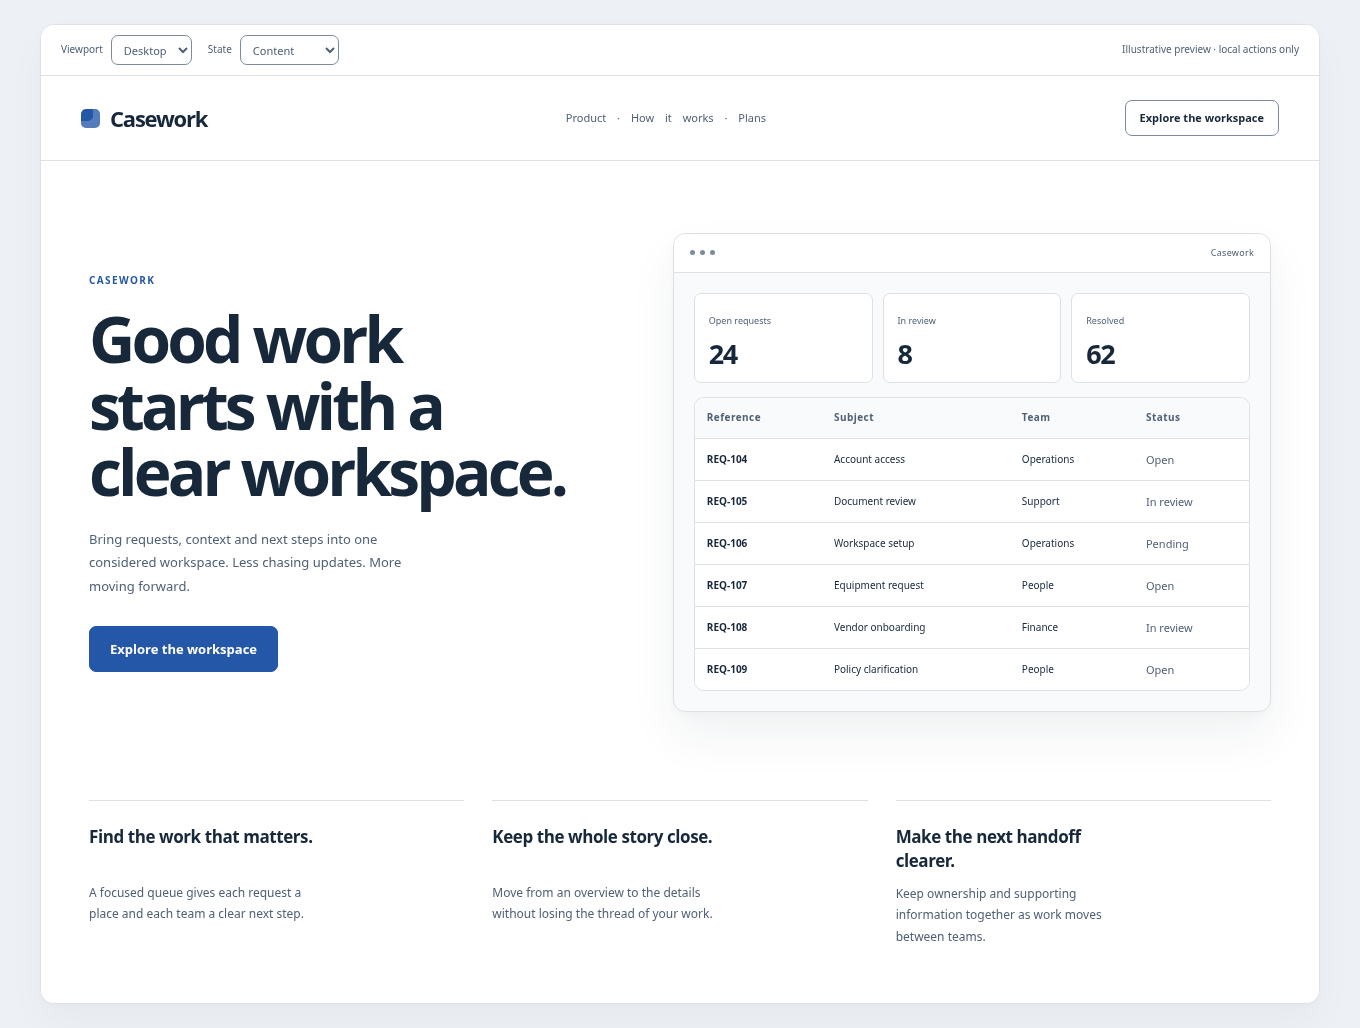 Viewport Desktop State Content Illustrative preview · local actions only
Casework Product · How it works · Plans Explore the workspace
CASEWORK
Good work
starts with a
clear workspace.
Bring requests, context and next steps into one
considered workspace. Less chasing updates. More
moving forward.
Explore the workspace
Casework
Open requests In review Resolved
24 8 62
Reference Subject Team Status
REQ-104 Account access Operations Open
REQ-105 Document review Support In review
REQ-106 Workspace setup Operations Pending
REQ-107 Equipment request People Open
REQ-108 Vendor onboarding Finance In review
REQ-109 Policy clarification People Open
Find the work that matters.
A focused queue gives each request a
place and each team a clear next step.
Keep the whole story close.
Move from an overview to the details
without losing the thread of your work.
Make the next handoff
clearer.
Keep ownership and supporting
information together as work moves
between teams.